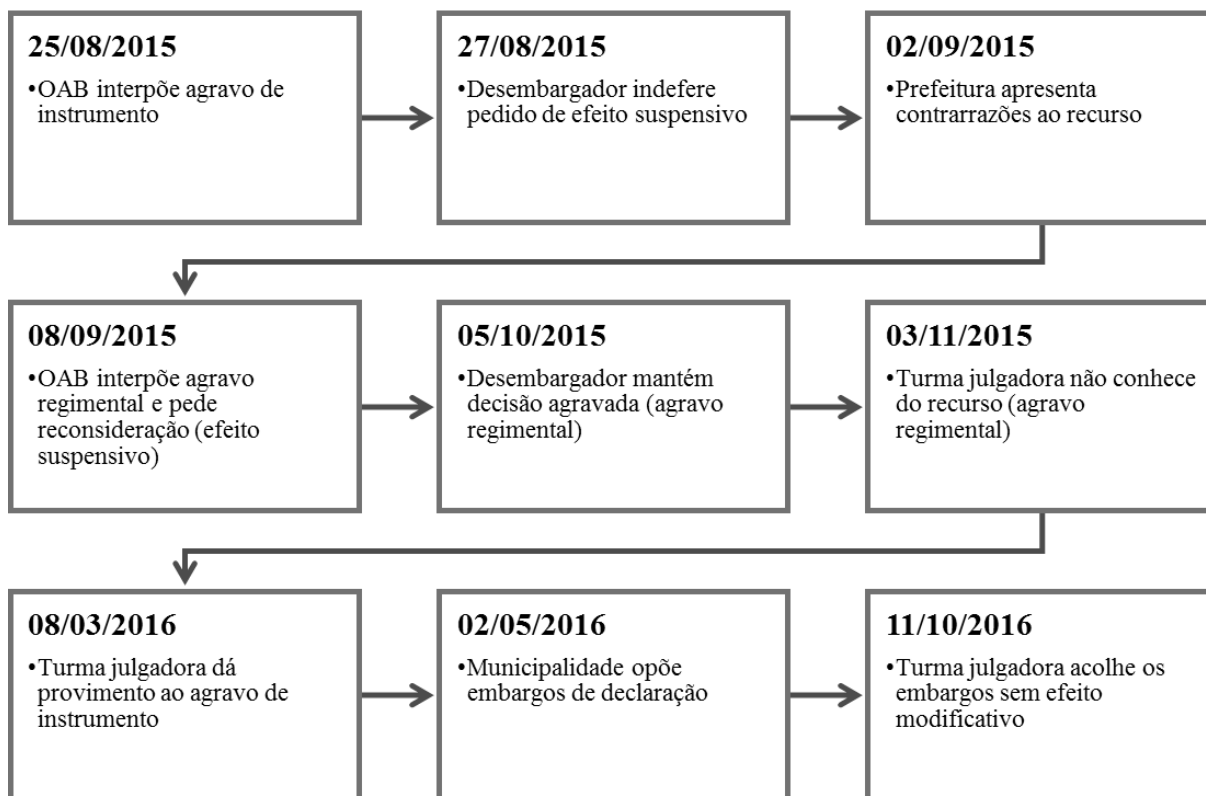 25/08/2015
•OAB interpõe agravo de
instrumento
27/08/2015
•Desembargador indefere
pedido de efeito suspensivo
02/09/2015
•Prefeitura apresenta
contrarrazões ao recurso
08/09/2015
•OAB interpõe agravo
regimental e pede
reconsideração (efeito
suspensivo)
05/10/2015
•Desembargador mantém
decisão agravada (agravo
regimental)
03/11/2015
•Turma julgadora não conhece
do recurso (agravo
regimental)
08/03/2016
•Turma julgadora dá
provimento ao agravo de
instrumento
02/05/2016
•Municipalidade opõe
embargos de declaração
11/10/2016
•Turma julgadora acolhe os
embargos sem efeito
modificativo